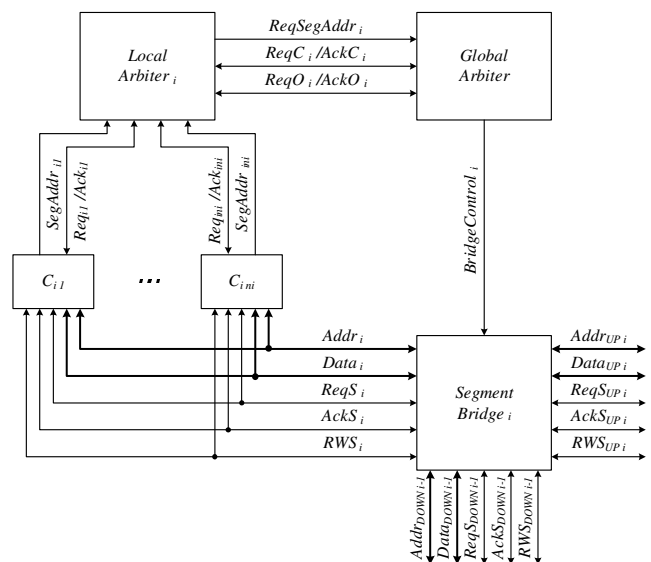 ReqSegAddr i
Local
Arbiter i
ReqC i /AckC i
ReqO i /AckO i
Global
Arbiter
SegAddr i1
Req i1 /Ack i1
Req ini /Ack ini
SegAddr ini
BridgeControl i
C i 1
...
C i ni
Addr i
Data i
ReqS i
AckS i
RWS i
Segment
Bridge i
Addr UP i
Data UP i
ReqS UP i
AckS UP i
RWS UP i
Addr DOWN i-1
Data DOWN i-1
ReqS DOWN i-1
AckS DOWN i-1
RWS DOWN i-1